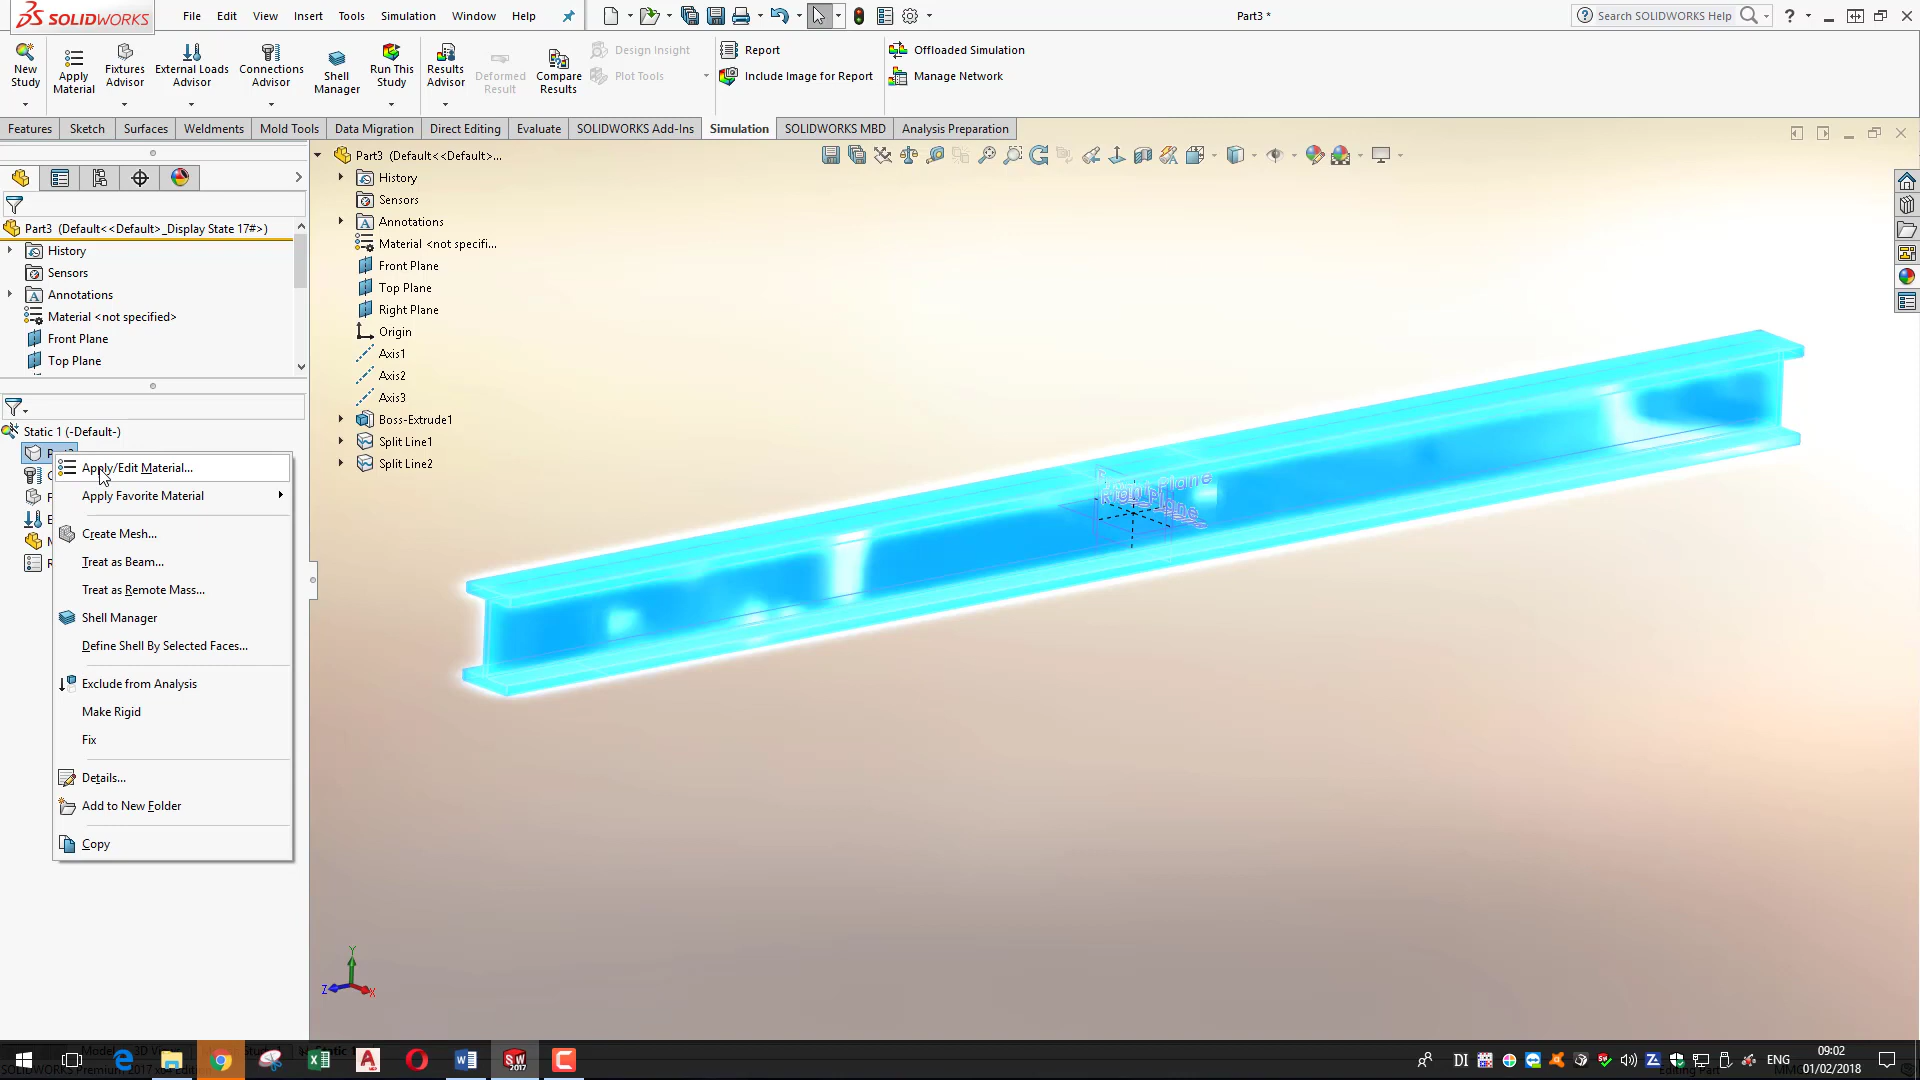 SOLIDWORKS
File Edit View Insert Tools Simulation Window Help
Part3 *
Search SOLIDWORKS Help
New Study
Apply Material
Fixtures Advisor
External Loads Advisor
Connections Advisor
Shell Manager
Run This Study
Results Advisor
Deformed Result
Compare Results
Design Insight
Plot Tools
Report
Include Image for Report
Offloaded Simulation
Manage Network
Features Sketch Surfaces Weldments Mold Tools Data Migration Direct Editing Evaluate SOLIDWORKS Add-Ins Simulation SOLIDWORKS MBD Analysis Preparation
Part3 (Default<<Default>_Display State 17#>)
History
Sensors
Annotations
Material <not specified>
Front Plane
Top Plane
Static 1 (-Default-)
Apply/Edit Material...
Apply Favorite Material
Create Mesh...
Treat as Beam...
Treat as Remote Mass...
Shell Manager
Define Shell By Selected Faces...
Exclude from Analysis
Make Rigid
Fix
Details...
Add to New Folder
Copy
Part3 (Default<<Default>...
History
Sensors
Annotations
Material <not specifi...
Front Plane
Top Plane
Right Plane
Origin
Axis1
Axis2
Axis3
Boss-Extrude1
Split Line1
Split Line2
Plane
Right Plane
Y
Z
X
SW
2017
ENG
09:02
01/02/2018